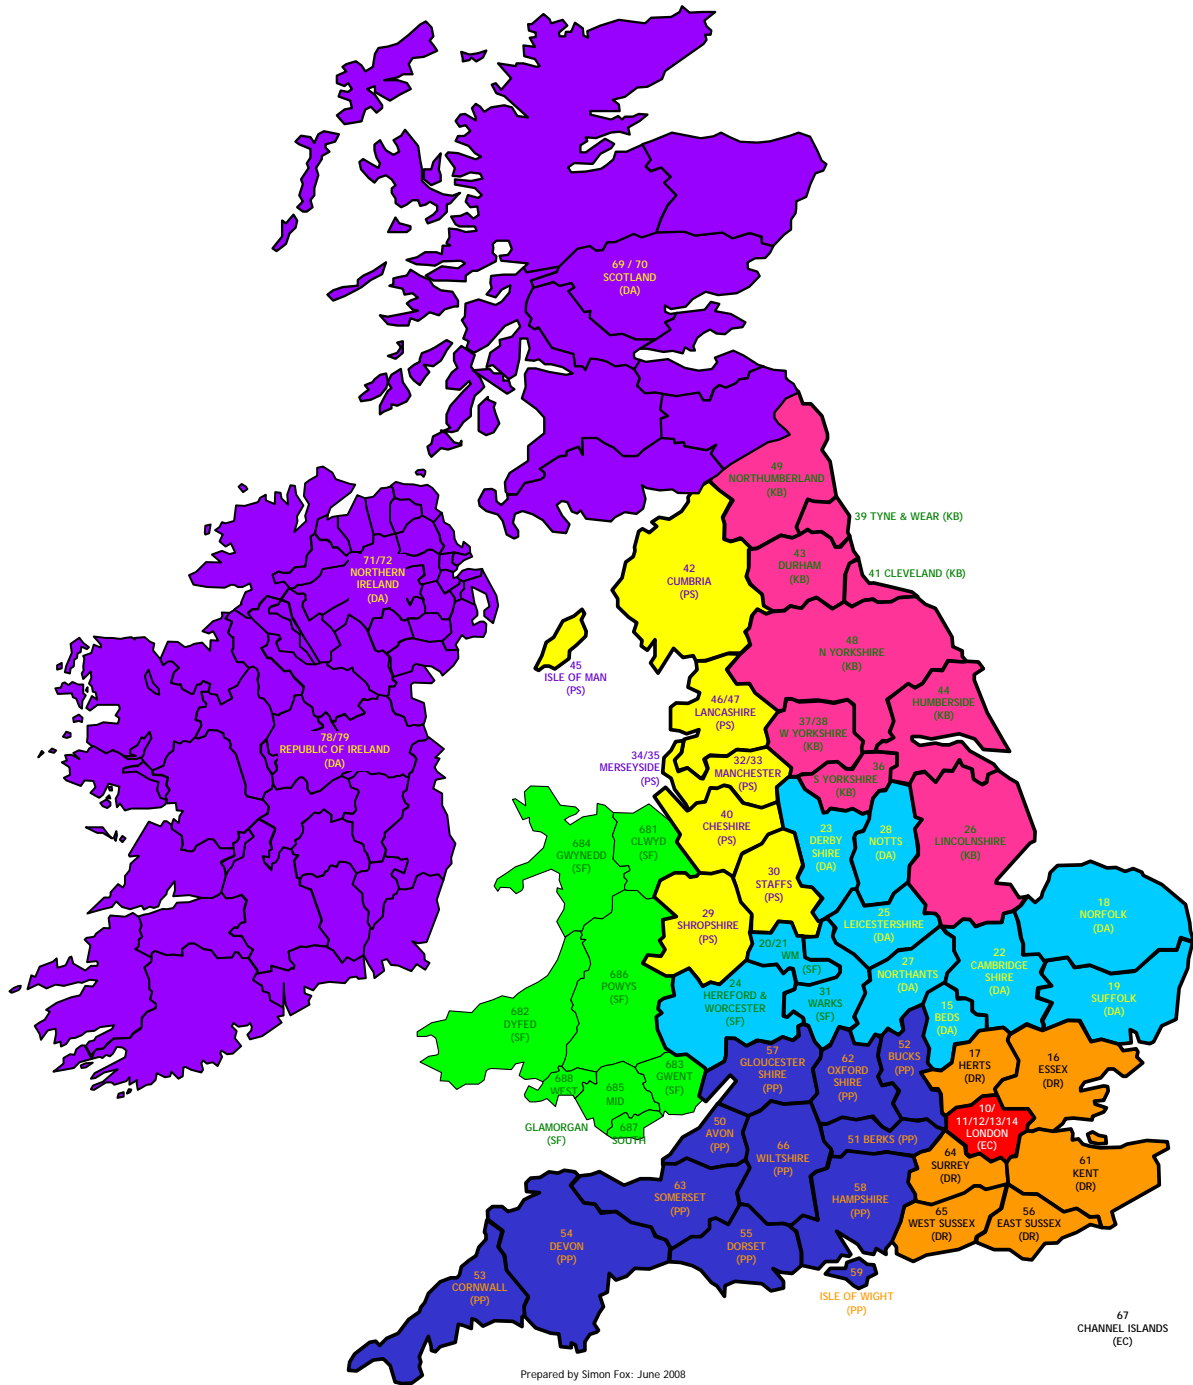 69 / 70
SCOTLAND
(DA)
49
NORTHUMBERLAND
(KB)
39 TYNE & WEAR (KB)
71/72
NORTHERN
IRELAND
(DA)
43
DURHAM
(KB)
41 CLEVELAND (KB)
42
CUMBRIA
(PS)
48
N YORKSHIRE
(KB)
45
ISLE OF MAN
(PS)
44
HUMBERSIDE
(KB)
46/47
LANCASHIRE
(PS)
37/38
W YORKSHIRE
(KB)
78/79
REPUBLIC OF IRELAND
(DA)
34/35
MERSEYSIDE
(PS)
32/33
MANCHESTER
(PS)
36
S YORKSHIRE
(KB)
40
CHESHIRE
(PS)
681
CLWYD
(SF)
684
GWYNEDD
(SF)
23
DERBY
SHIRE
(DA)
28
NOTTS
(DA)
26
LINCOLNSHIRE
(KB)
30
STAFFS
(PS)
29
SHROPSHIRE
(PS)
25
LEICESTERSHIRE
(DA)
18
NORFOLK
(DA)
20/21
WM
(SF)
22
CAMBRIDGE
SHIRE
(DA)
27
NORTHANTS
(DA)
686
POWYS
(SF)
24
HEREFORD &
WORCESTER
(SF)
31
WARKS
(SF)
19
SUFFOLK
(DA)
15
BEDS
(DA)
682
DYFED
(SF)
57
GLOUCESTER
SHIRE
(PP)
62
OXFORD
SHIRE
(PP)
52
BUCKS
(PP)
17
HERTS
(DR)
16
ESSEX
(DR)
683
GWENT
(SF)
688
WEST
685
MID
687
SOUTH
GLAMORGAN
(SF)
10/
11/12/13/14
LONDON
(EC)
50
AVON
(PP)
66
WILTSHIRE
(PP)
51 BERKS (PP)
64
SURREY
(DR)
61
KENT
(DR)
63
SOMERSET
(PP)
58
HAMPSHIRE
(PP)
65
WEST SUSSEX
(DR)
56
EAST SUSSEX
(DR)
54
DEVON
(PP)
55
DORSET
(PP)
53
CORNWALL
(PP)
59
ISLE OF WIGHT
(PP)
67
CHANNEL ISLANDS
(EC)
Prepared by Simon Fox: June 2008